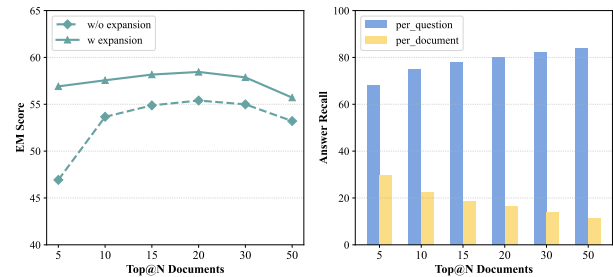 65
60
55
50
45
40
EM Score
w/o expansion
w expansion
5 10 15 20 30 50
Top@N Documents
100
80
60
40
20
0
Answer Recall
per_question
per_document
5 10 15 20 30 50
Top@N Documents